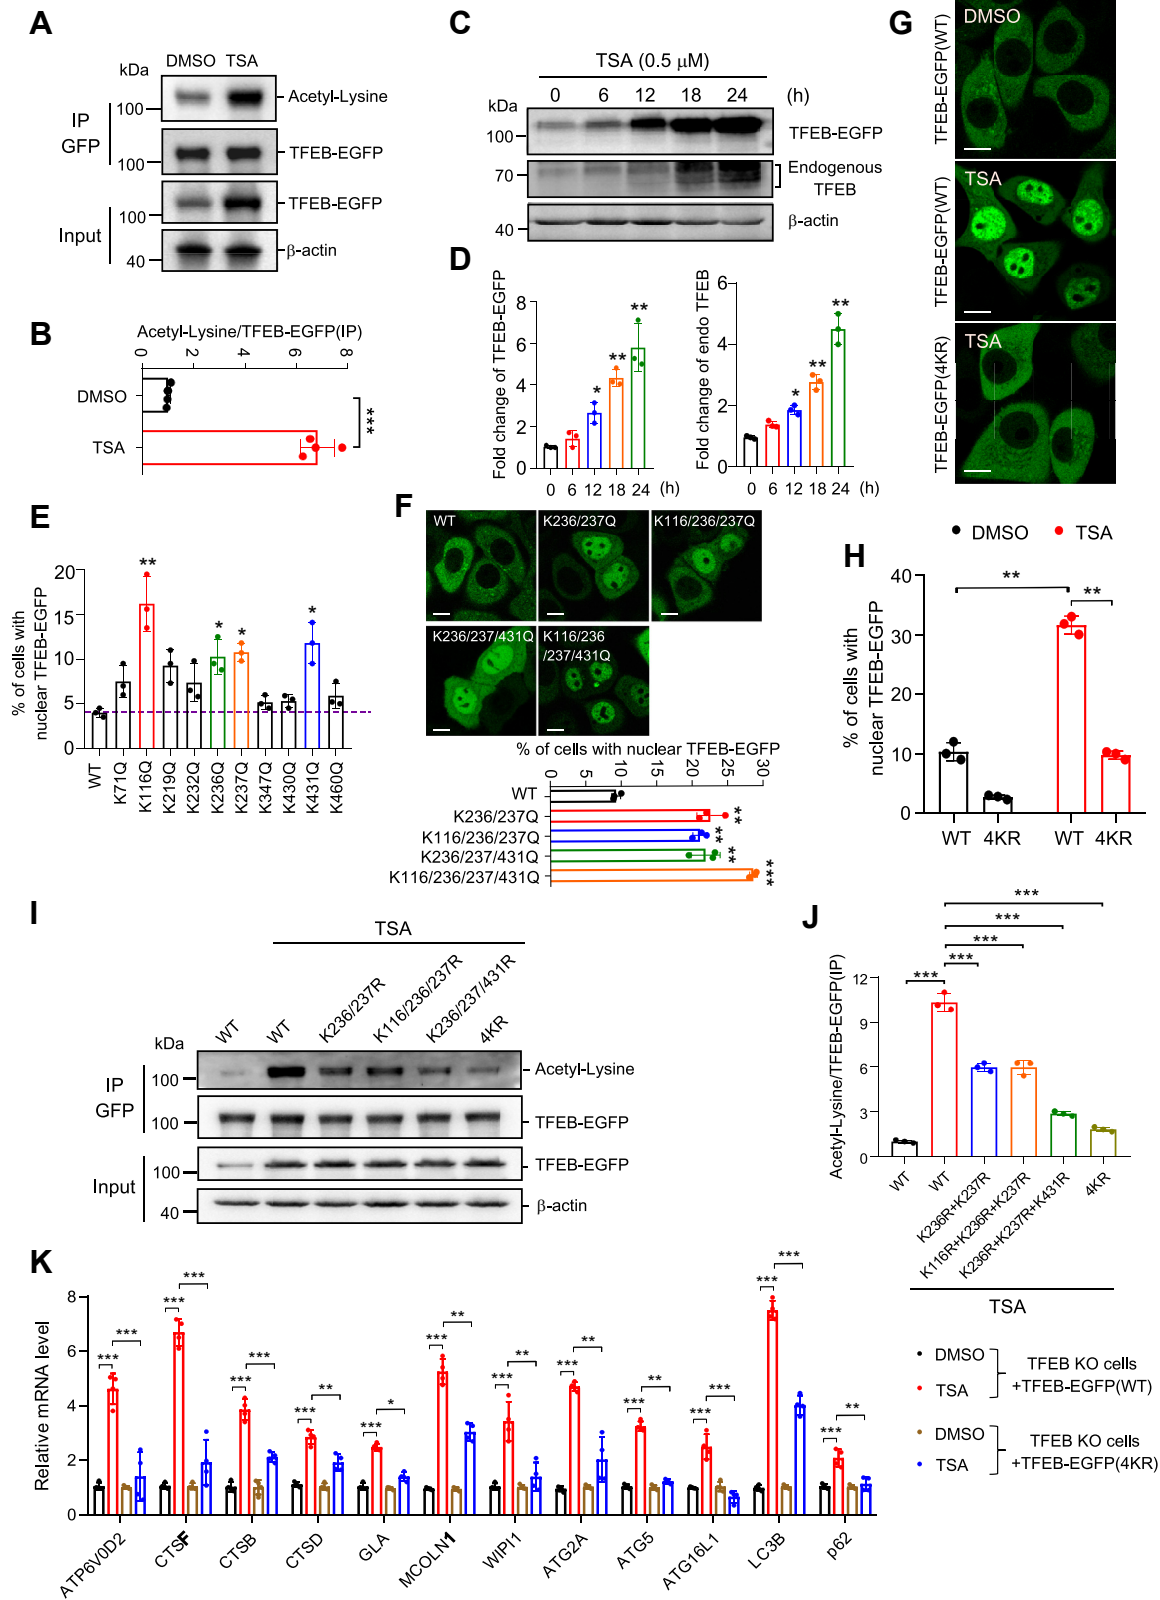 A
DMSO TSA
kDa
100
Acetyl-Lysine
IP
GFP
100
TFEB-EGFP
100
TFEB-EGFP
Input
40
β-actin
B
Acetyl-Lysine/TFEB-EGFP(IP)
0 2 4 6 8
DMSO
TSA
***
C
TSA (0.5 μM)
0 6 12 18 24 (h)
kDa
100
TFEB-EGFP
70
Endogenous
TFEB
40
β-actin
D
Fold change of TFEB-EGFP
8
6
4
2
0
* ** **
0 6 12 18 24 (h)
Fold change of endo TFEB
6
4
2
0
* ** **
0 6 12 18 24 (h)
E
% of cells with
nuclear TFEB-EGFP
20
15
10
5
0
** * * *
WT K71Q K116Q K219Q K232Q K236Q K237Q K347Q K400Q K431Q K460Q
F
WT
K236/237Q
K116/236/237Q
K236/237/431Q
K116/236
/237/431Q
% of cells with nuclear TFEB-EGFP
0 10 20 30
WT
K236/237Q **
K116/236/237Q **
K236/237/431Q **
K116/236/237/431Q ***
G
TFEB-EGFP(WT)
DMSO
TFEB-EGFP(WT)
TSA
TFEB-EGFP(4KR)
TSA
H
DMSO TSA
% of cells with
nuclear TFEB-EGFP
40
30
20
10
0
** **
WT 4KR WT 4KR
I
TSA
WT WT K236/237R K116/236/237R K236/237/431R 4KR
kDa
100
Acetyl-Lysine
IP
GFP
100
TFEB-EGFP
Input
100
TFEB-EGFP
40
β-actin
J
Acetyl-Lysine/TFEB-EGFP(IP)
12
9
6
3
0
*** *** *** *** ***
WT WT K236R+K237R K116R+K236R+K237R K236R+K237R+K431R 4KR
TSA
K
Relative mRNA level
8
6
4
2
0
*** *** *** *** *** *** *** ** *** * *** ** *** ** *** ** *** ** *** *** *** *** *** **
ATP6V0D2 CTSF CTSB CTSD GLA MCOLN1 WIPI1 ATG2A ATG5 ATG16L1 LC3B p62
DMSO
TSA
TFEB KO cells
+TFEB-EGFP(WT)
DMSO
TSA
TFEB KO cells
+TFEB-EGFP(4KR)